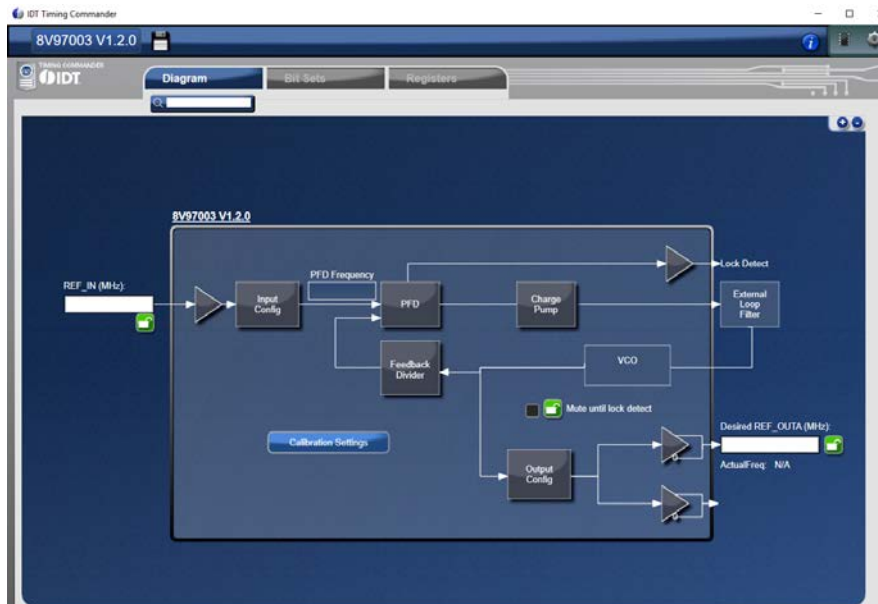 IDT Timing Commander
8V97003 V1.2.0
TIMING COMMANDER
IDT
Diagram
Bit Sets
Registers
8V97003 V1.2.0
REF_IN (MHz):
Input
Config
PFD Frequency
PFD
Charge
Pump
Lock Detect
External
Loop
Filter
Feedback
Divider
VCO
Mute until lock detect
Calibration Settings
Output
Config
Desired REF_OUTA (MHz):
ActualFreq: N/A